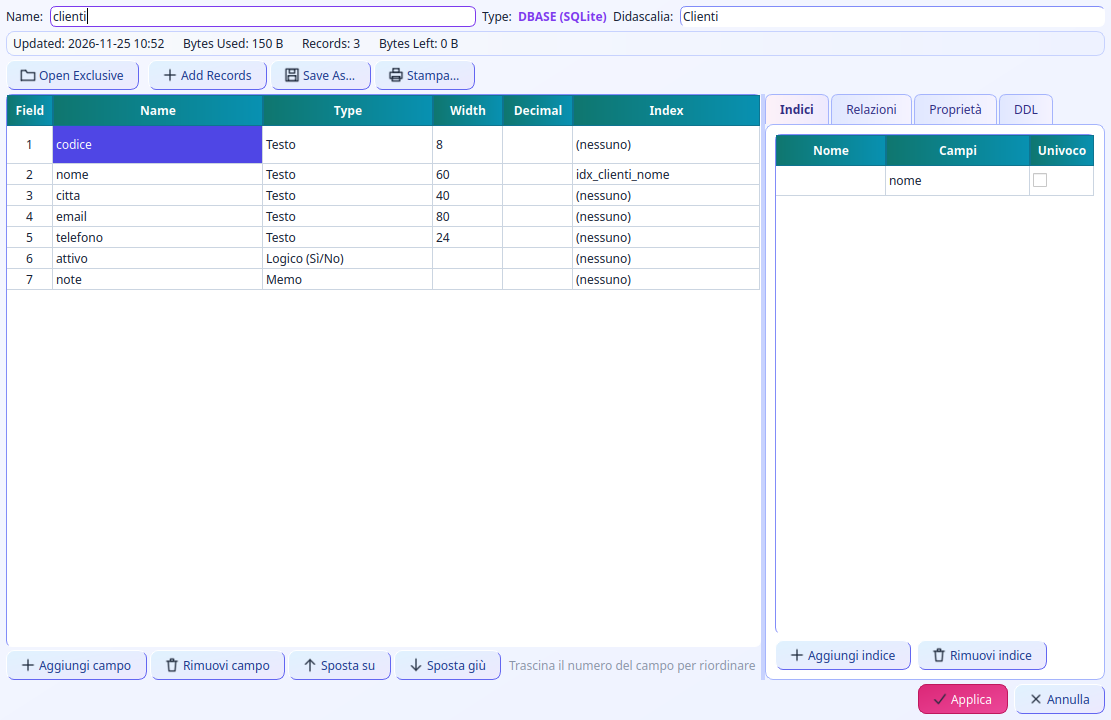 Name: clienti Type: DBASE (SQLite) Didascalia: Clienti
Updated: 2026-11-25 10:52 Bytes Used: 150 B Records: 3 Bytes Left: 0 B
Open Exclusive Add Records Save As... Stampa...
Field Name Type Width Decimal Index
1 codice Testo 8 (nessuno)
2 nome Testo 60 idx_clienti_nome
3 citta Testo 40 (nessuno)
4 email Testo 80 (nessuno)
5 telefono Testo 24 (nessuno)
6 attivo Logico (Sì/No) (nessuno)
7 note Memo (nessuno)
Aggiungi campo Rimuovi campo Sposta su Sposta giù Trascina il numero del campo per riordinare
Indici Relazioni Proprietà DDL
Nome Campi Univoco
nome
Aggiungi indice Rimuovi indice
Applica Annulla